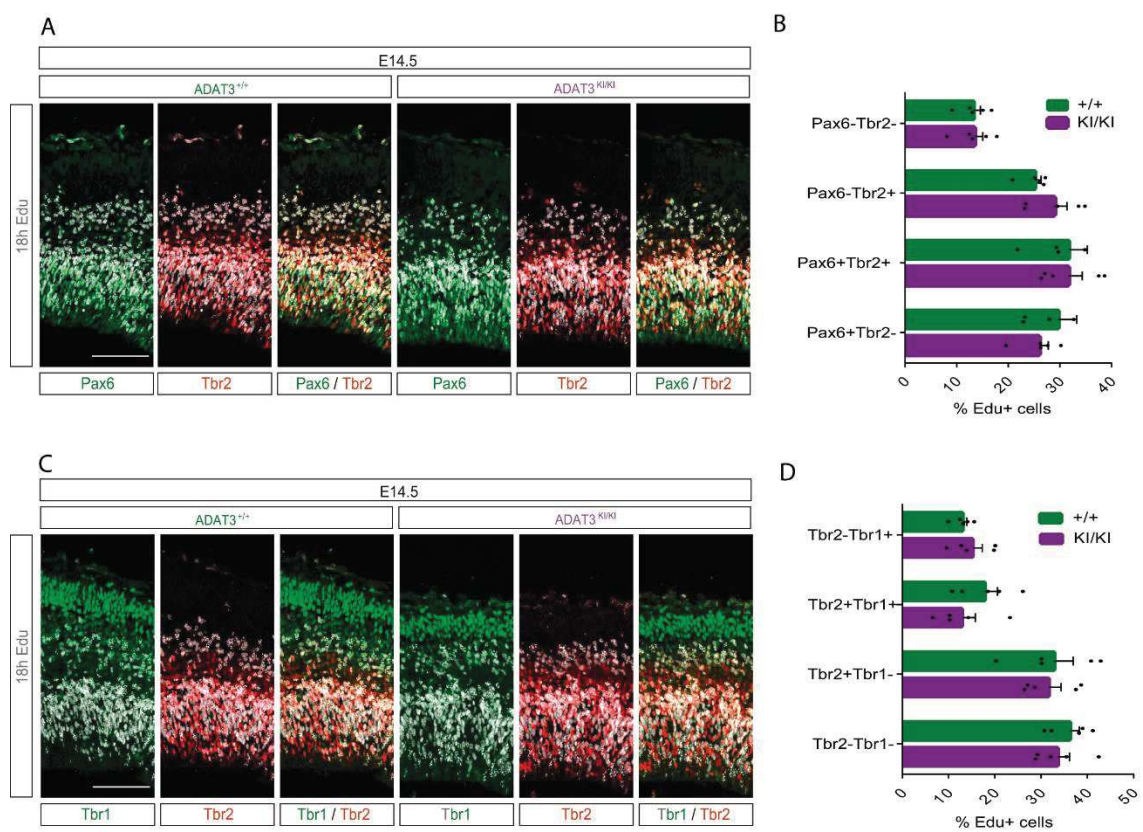 A
E14.5
ADAT3+/+
ADAT3KI/KI
18h Edu
Pax6
Tbr2
Pax6 / Tbr2
Pax6
Tbr2
Pax6 / Tbr2
B
+/+
KI/KI
Pax6-Tbr2-
Pax6-Tbr2+
Pax6+Tbr2+
Pax6+Tbr2-
0
10
20
30
40
% Edu+ cells
C
E14.5
ADAT3+/+
ADAT3KI/KI
18h Edu
Tbr1
Tbr2
Tbr1 / Tbr2
Tbr1
Tbr2
Tbr1 / Tbr2
D
+/+
KI/KI
Tbr2-Tbr1+
Tbr2+Tbr1+
Tbr2+Tbr1-
Tbr2-Tbr1-
0
10
20
30
40
50
% Edu+ cells